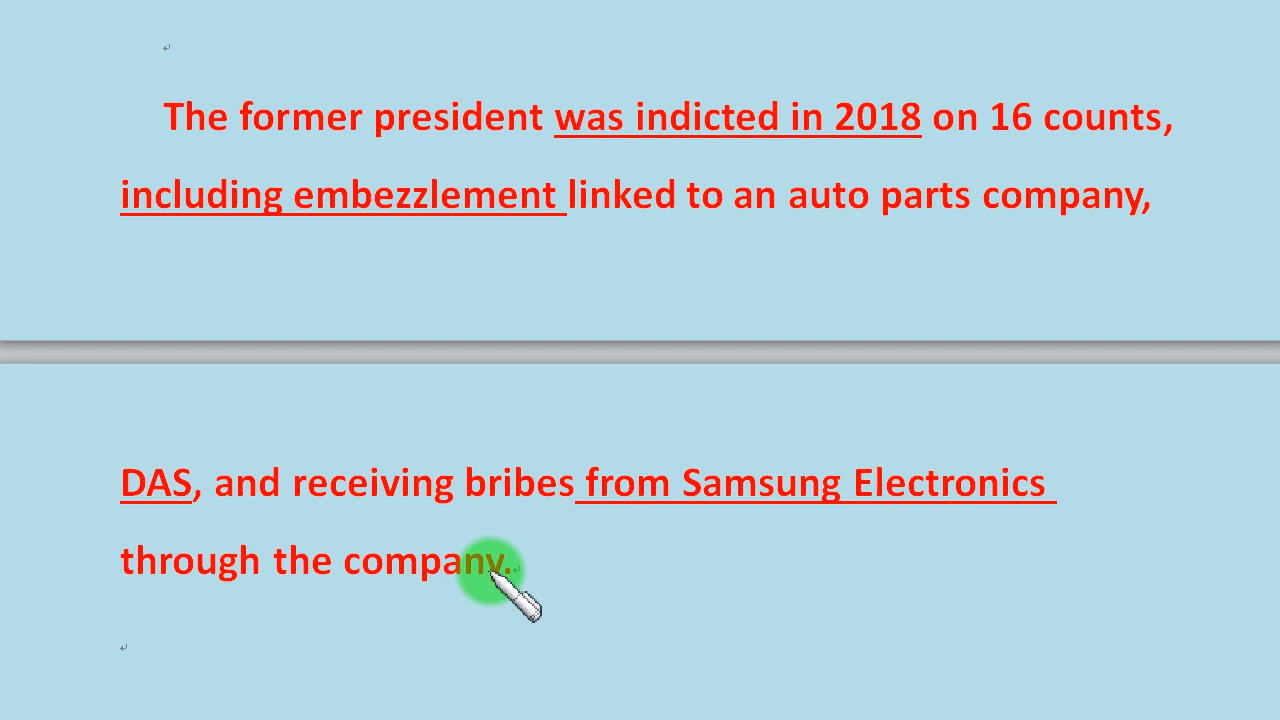 The former president was indicted in 2018 on 16 counts,
including embezzlement linked to an auto parts company,
DAS, and receiving bribes from Samsung Electronics
through the company.